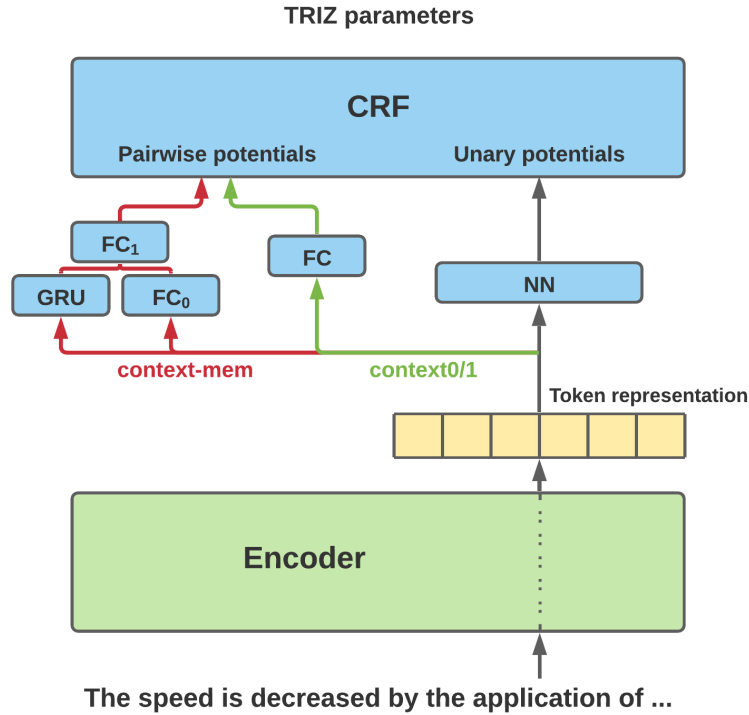 TRIZ parameters
CRF
Pairwise potentials
Unary potentials
FC1
FC
GRU
FC0
NN
context-mem
context0/1
Token representation
Encoder
The speed is decreased by the application of ...